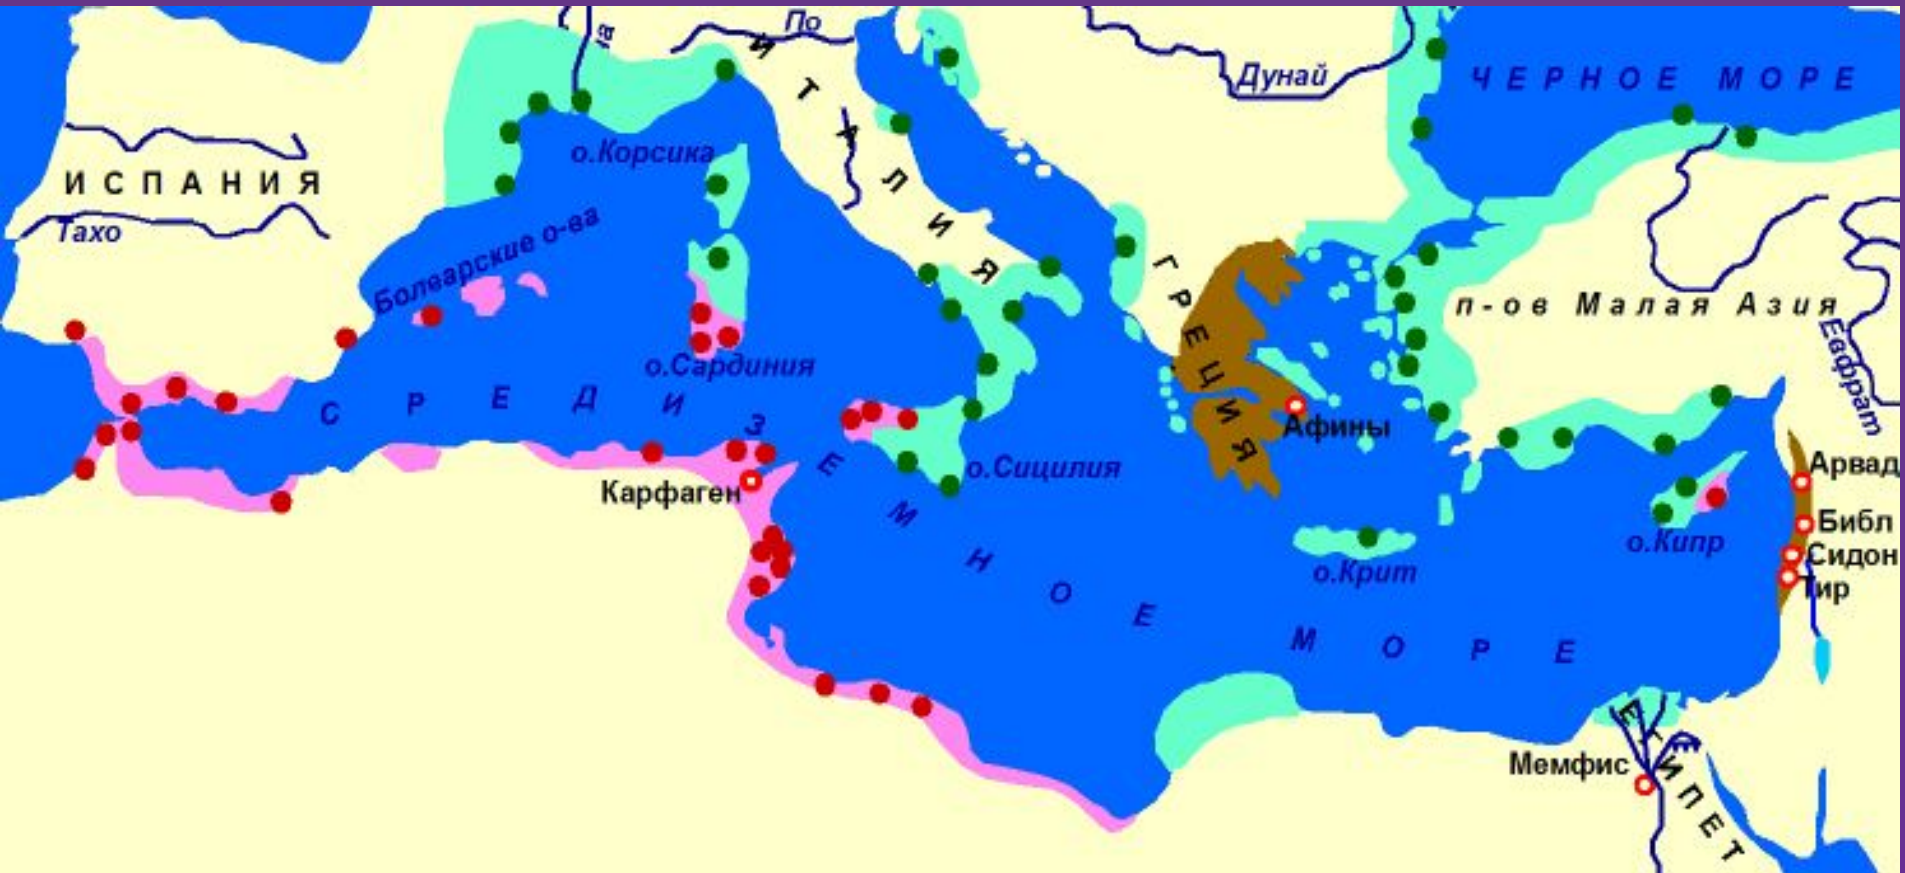 По
Дунай
ЧЕРНОЕ МОРЕ
ИТАЛИЯ
о.Корсика
ИСПАНИЯ
Тахо
Болеарские о-ва
ГРЕЦИЯ
п-ов Малая Азия
Евфрат
о.Сардиния
СРЕДИЗЕМНОЕ МОРЕ
Афины
о.Сицилия
Карфаген
Арвад
Библ
о.Кипр
Сидон
о.Крит
Тир
ЕГИПЕТ
Мемфис